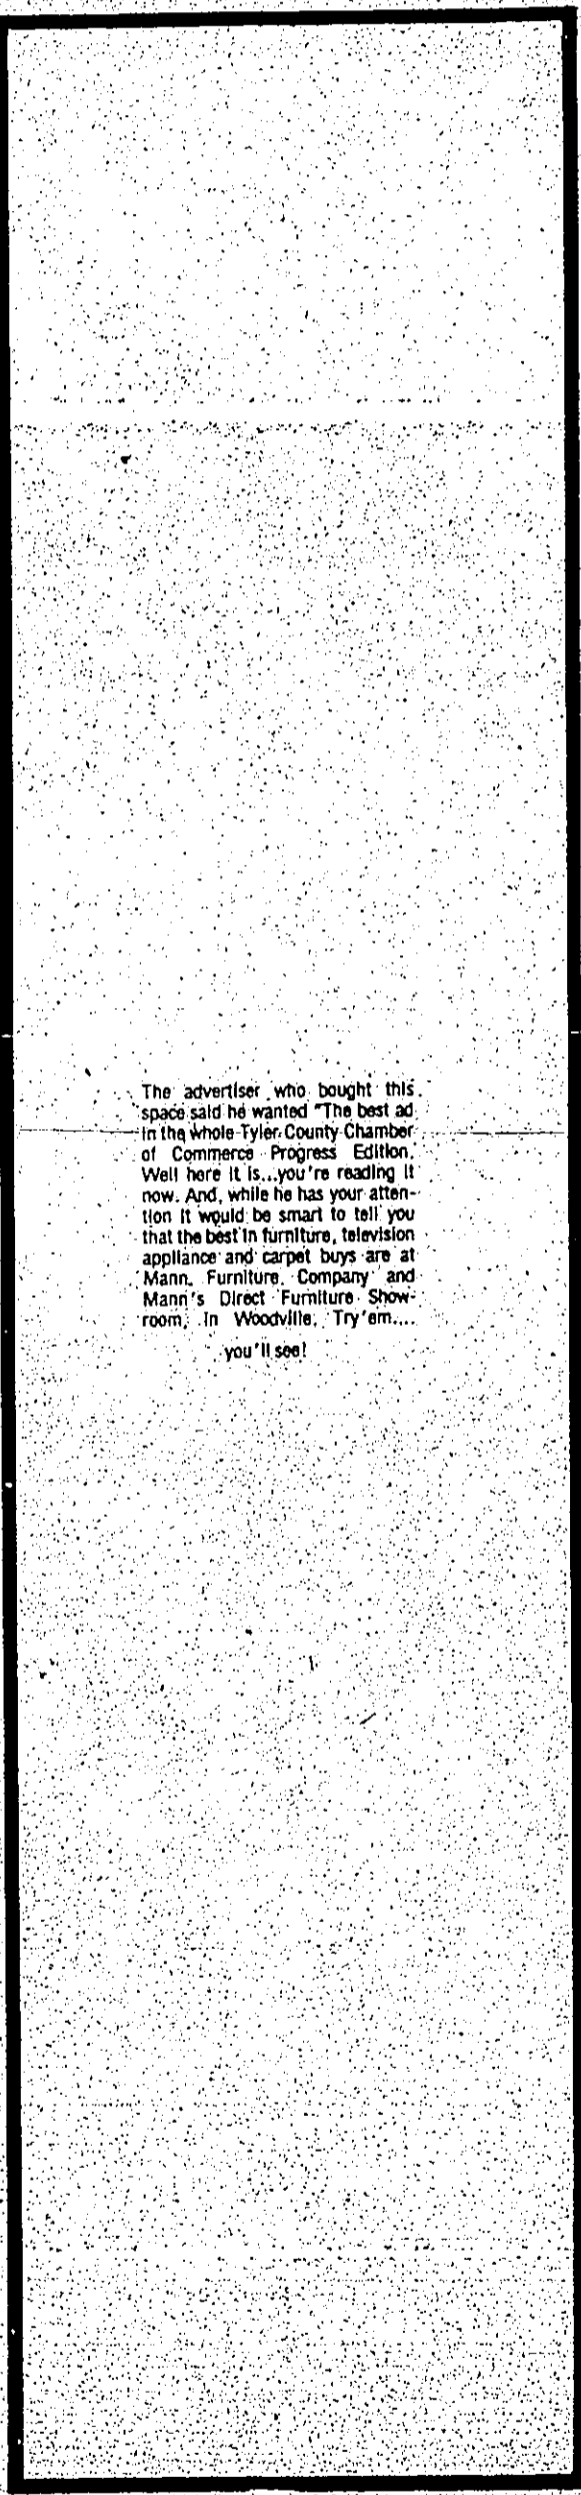 The advertiser who bought this
space said he wanted "The best ad
in the whole Tyler County Chamber
of Commerce Progress Edition.
Well here it is...you're reading it
now. And, while he has your atten-
tion it would be smart to tell you
that the best in furniture, television
appliance and carpet buys are at
Mann Furniture Company and
Mann's Direct Furniture Show-
room, in Woodville. Try'em....
you'll see!